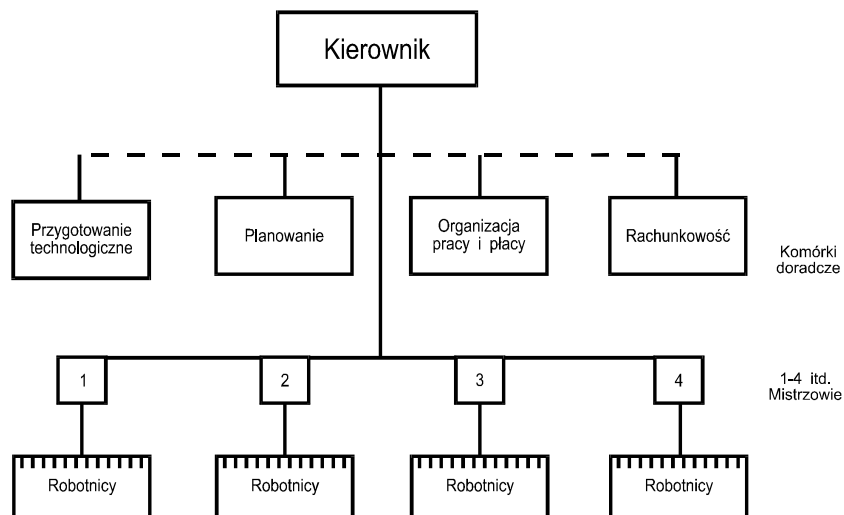 Kierownik
Przygotowanie
technologiczne
Planowanie
Organizacja
pracy i płacy
Rachunkowość
Komórki
doradcze
1
2
3
4
1-4 itd.
Mistrzowie
Robotnicy
Robotnicy
Robotnicy
Robotnicy